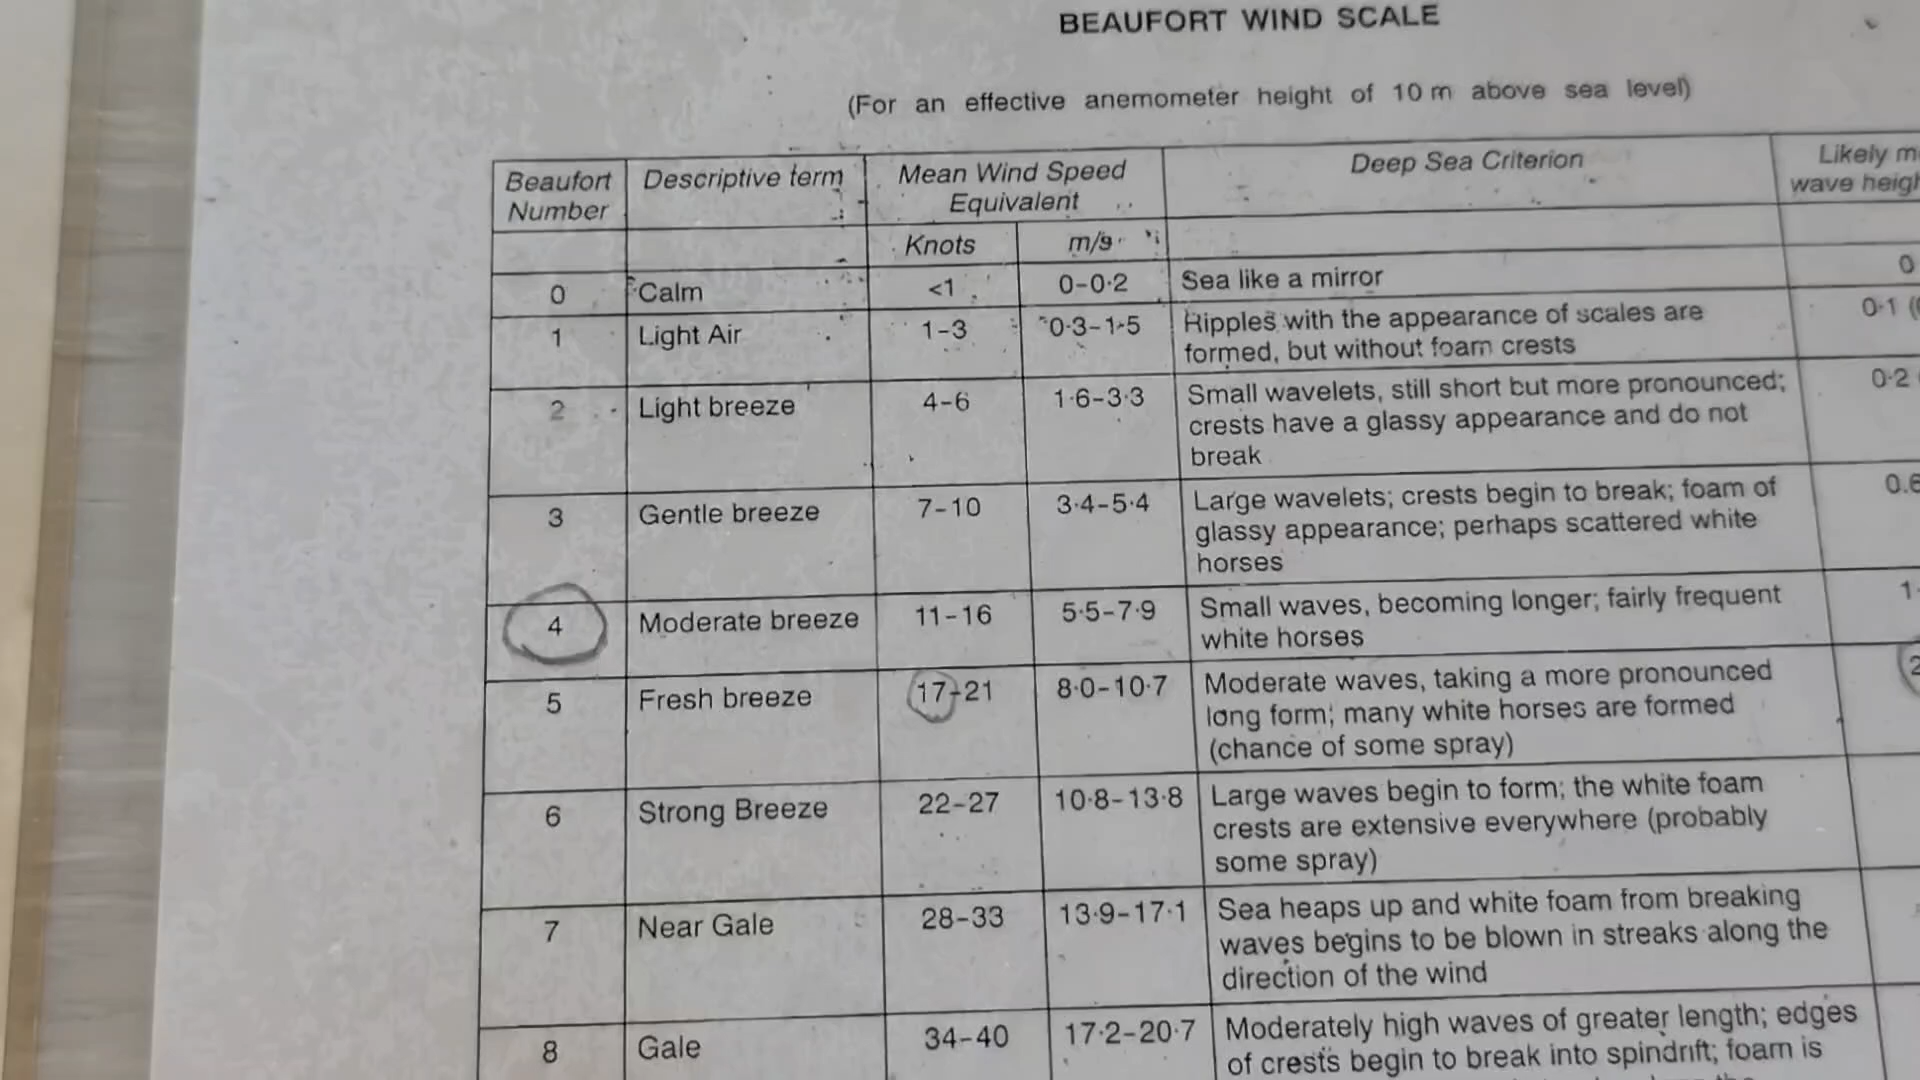 BEAUFORT WIND SCALE
(For an effective anemometer height of 10 m above sea level)
Beaufort Number
Descriptive term
Mean Wind Speed Equivalent
Deep Sea Criterion
Likely
wave
Knots
m/s
0 Calm <1 0-0·2 Sea like a mirror 0
1 Light Air 1-3 0·3-1·5 Ripples with the appearance of scales are 0·1
formed, but without foam crests
2 Light breeze 4-6 1·6-3·3 Small wavelets, still short but more pronounced; 0·2
crests have a glassy appearance and do not
break
3 Gentle breeze 7-10 3·4-5·4 Large wavelets; crests begin to break; foam of 0.6
glassy appearance; perhaps scattered white
horses
4 Moderate breeze 11-16 5·5-7·9 Small waves, becoming longer; fairly frequent
white horses
5 Fresh breeze 17-21 8·0-10·7 Moderate waves, taking a more pronounced
long form; many white horses are formed
(chance of some spray)
6 Strong Breeze 22-27 10·8-13·8 Large waves begin to form; the white foam
crests are extensive everywhere (probably
some spray)
7 Near Gale 28-33 13·9-17·1 Sea heaps up and white foam from breaking
waves begins to be blown in streaks along the
direction of the wind
8 Gale 34-40 17·2-20·7 Moderately high waves of greater length; edges
of crests begin to break into spindrift; foam is